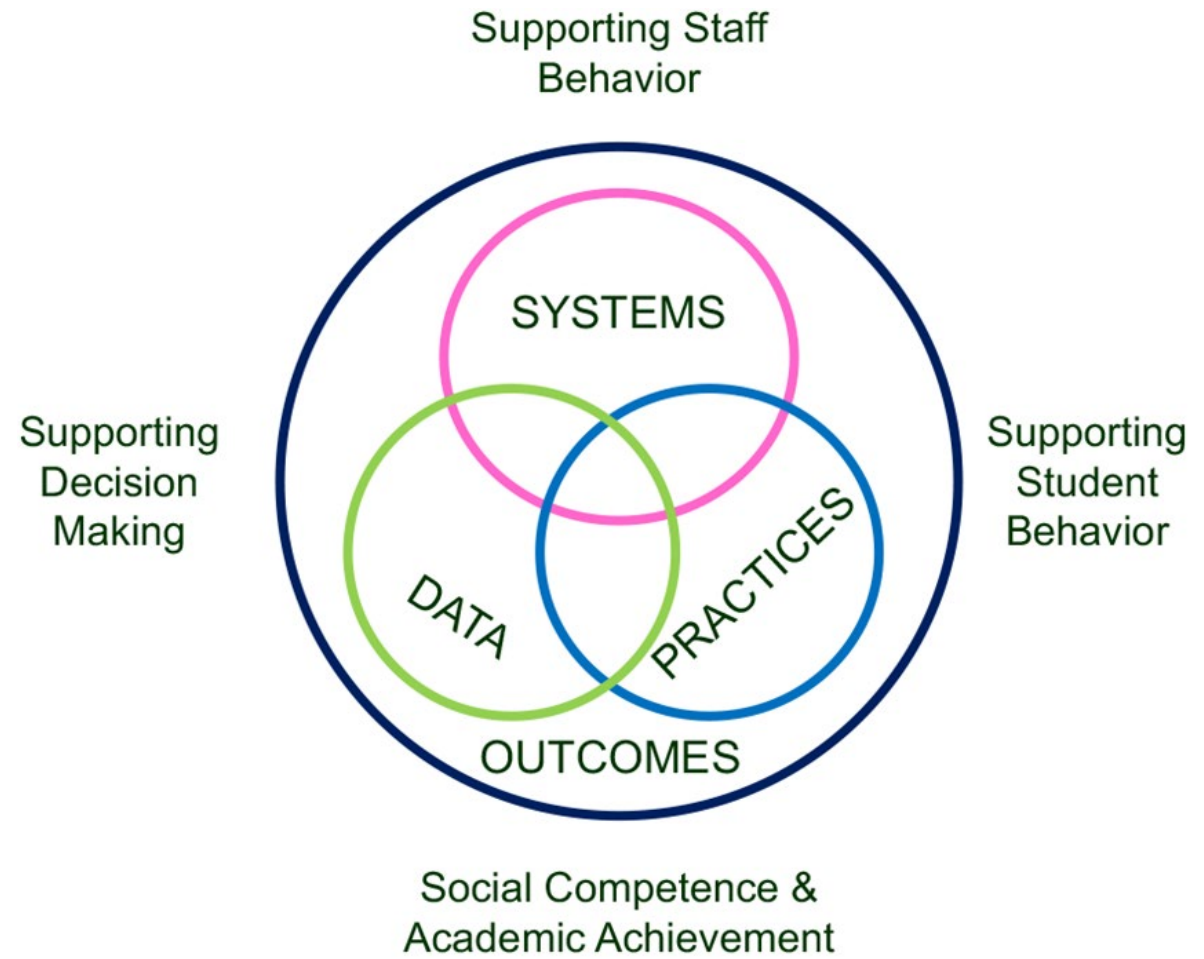 Supporting Staff
Behavior
SYSTEMS
Supporting
Decision
Making
Supporting
Student
Behavior
DATA
PRACTICES
OUTCOMES
Social Competence &
Academic Achievement